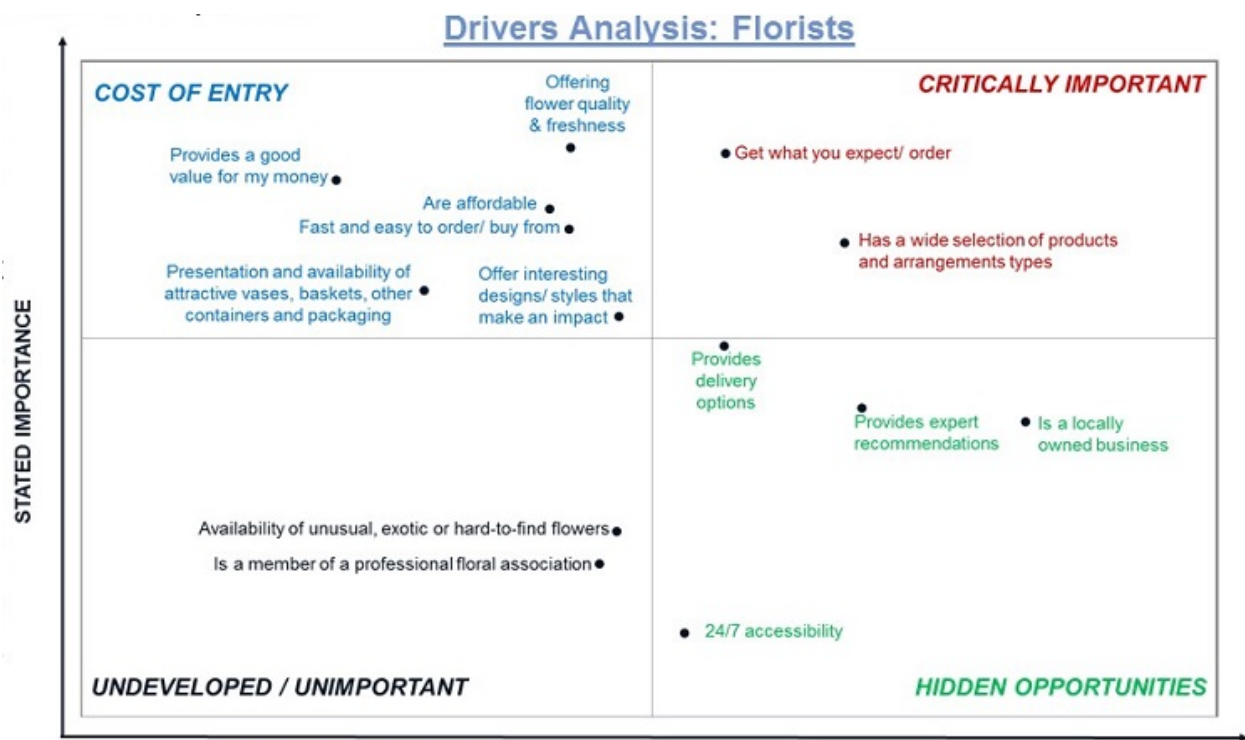 Drivers Analysis: Florists
COST OF ENTRY
CRITICALLY IMPORTANT
Offering
flower quality
& freshness
Provides a good
value for my money
Get what you expect/ order
Are affordable
Fast and easy to order/ buy from
Has a wide selection of products
and arrangements types
Presentation and availability of
attractive vases, baskets, other
containers and packaging
Offer interesting
designs/ styles that
make an impact
STATED IMPORTANCE
Provides
delivery
options
Provides expert
recommendations
Is a locally
owned business
Availability of unusual, exotic or hard-to-find flowers
Is a member of a professional floral association
24/7 accessibility
UNDEVELOPED / UNIMPORTANT
HIDDEN OPPORTUNITIES